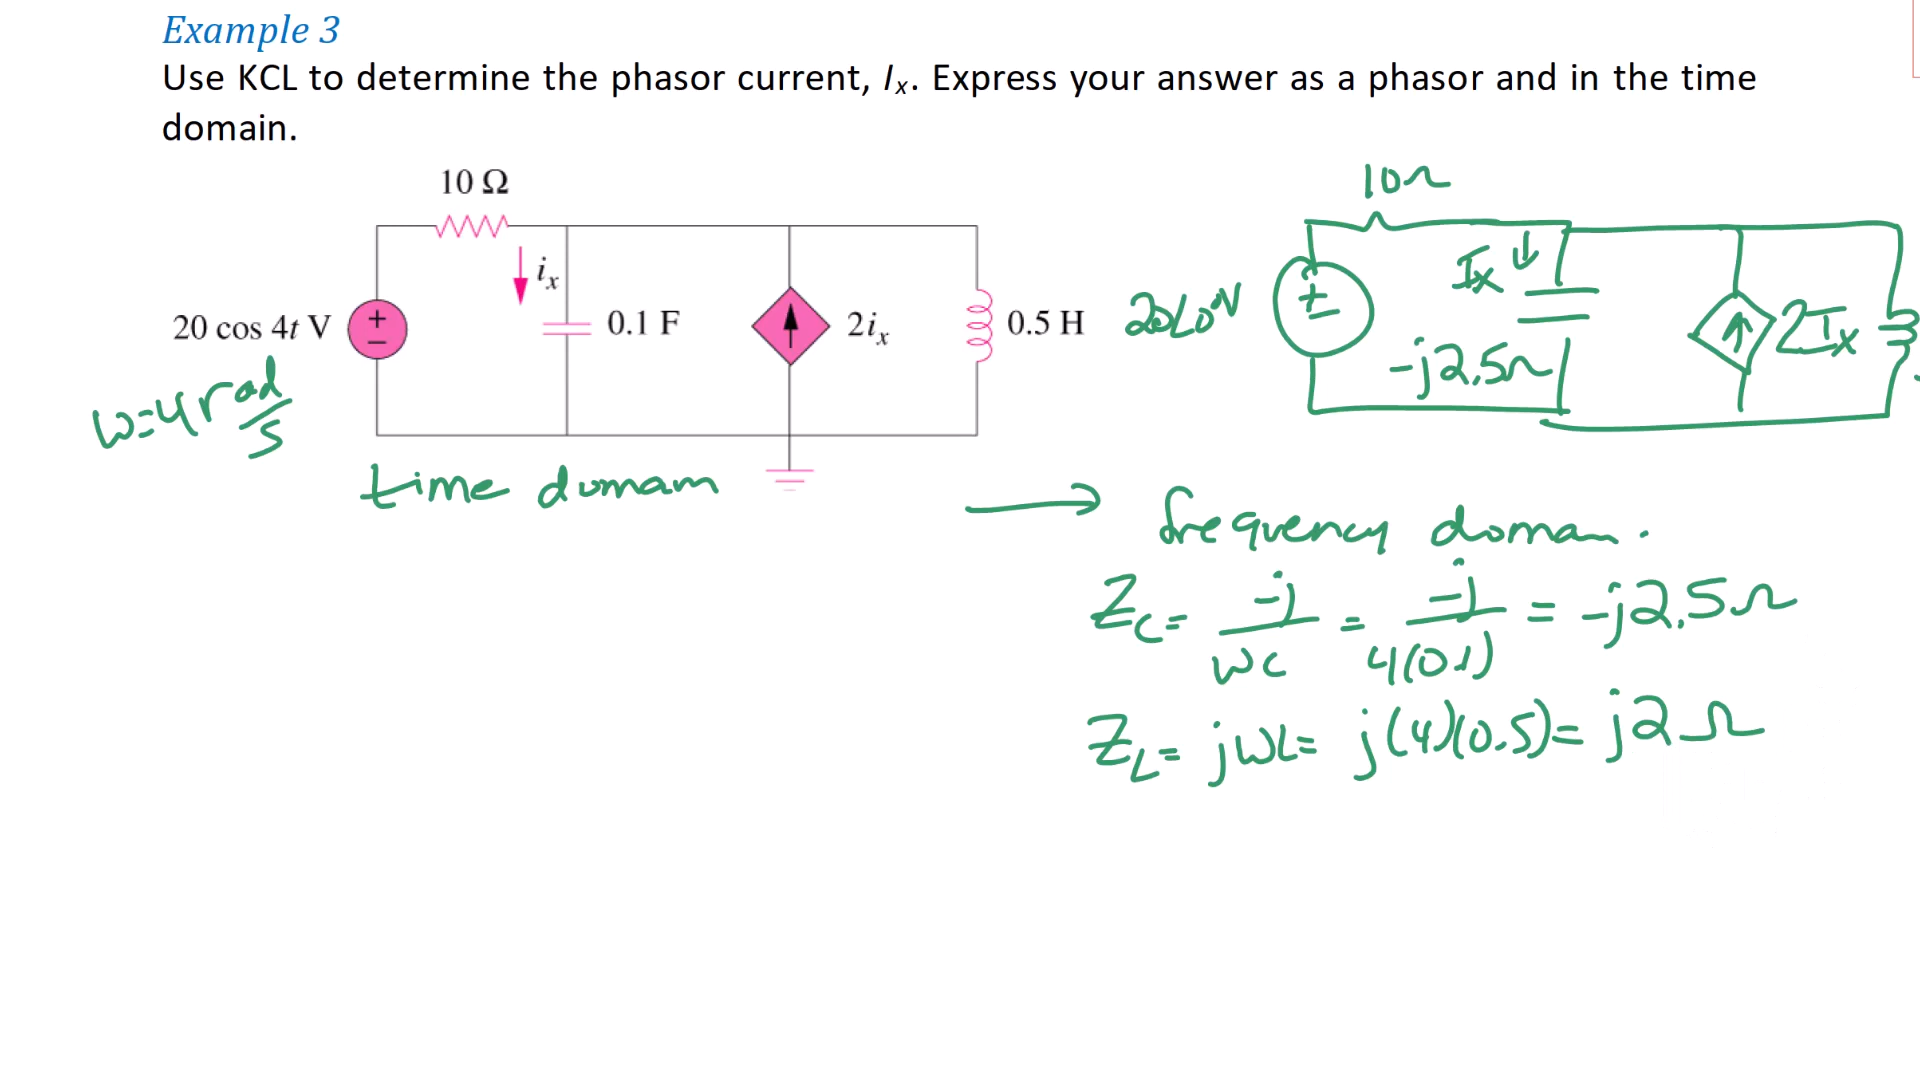 Example 3
Use KCL to determine the phasor current, Iₓ. Express your answer as a phasor and in the time
domain.
10 Ω
iₓ
20 cos 4t V
+
−
0.1 F
2iₓ
0.5 H
ω=4 rad/s
time domain
10Ω
20∠0°V
+
−
Iₓ
-j2.5Ω
2Iₓ
→ frequency domain.
Z_C = -j/ωC = -j/4(0.1) = -j2.5Ω
Z_L = jωL = j(4)(0.5) = j2Ω